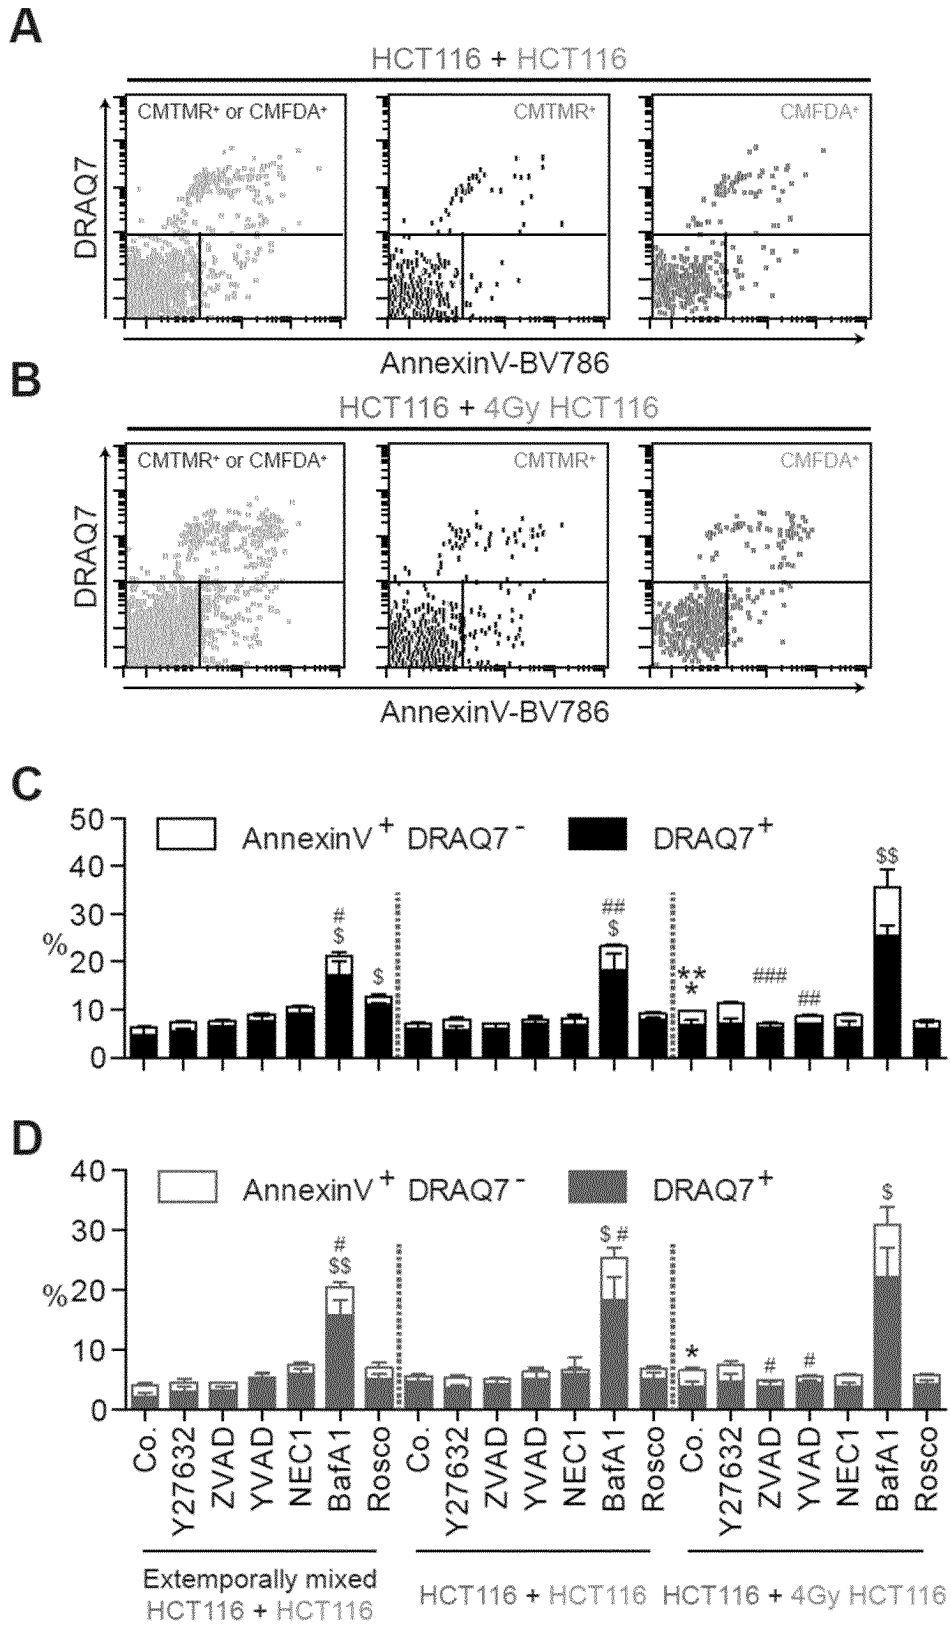 A
HCT116 + HCT116
CMTMR⁺ or CMFDA⁺
CMTMR⁺
CMFDA⁺
DRAQ7
AnnexinV-BV786
B
HCT116 + 4Gy HCT116
CMTMR⁺ or CMFDA⁺
CMTMR⁺
CMFDA⁺
DRAQ7
AnnexinV-BV786
C
AnnexinV⁺ DRAQ7⁻
DRAQ7⁺
%
50
40
30
20
10
0
#
$
$
##
$
**
*
###
##
$$
D
AnnexinV⁺ DRAQ7⁻
DRAQ7⁺
%
40
30
20
10
0
#
$$
$ #
*
#
#
$
Co. Y27632 ZVAD YVAD NEC1 BafA1 Rosco Co. Y27632 ZVAD YVAD NEC1 BafA1 Rosco Co. Y27632 ZVAD YVAD NEC1 BafA1 Rosco
Extemporally mixed
HCT116 + HCT116
HCT116 + HCT116
HCT116 + 4Gy HCT116